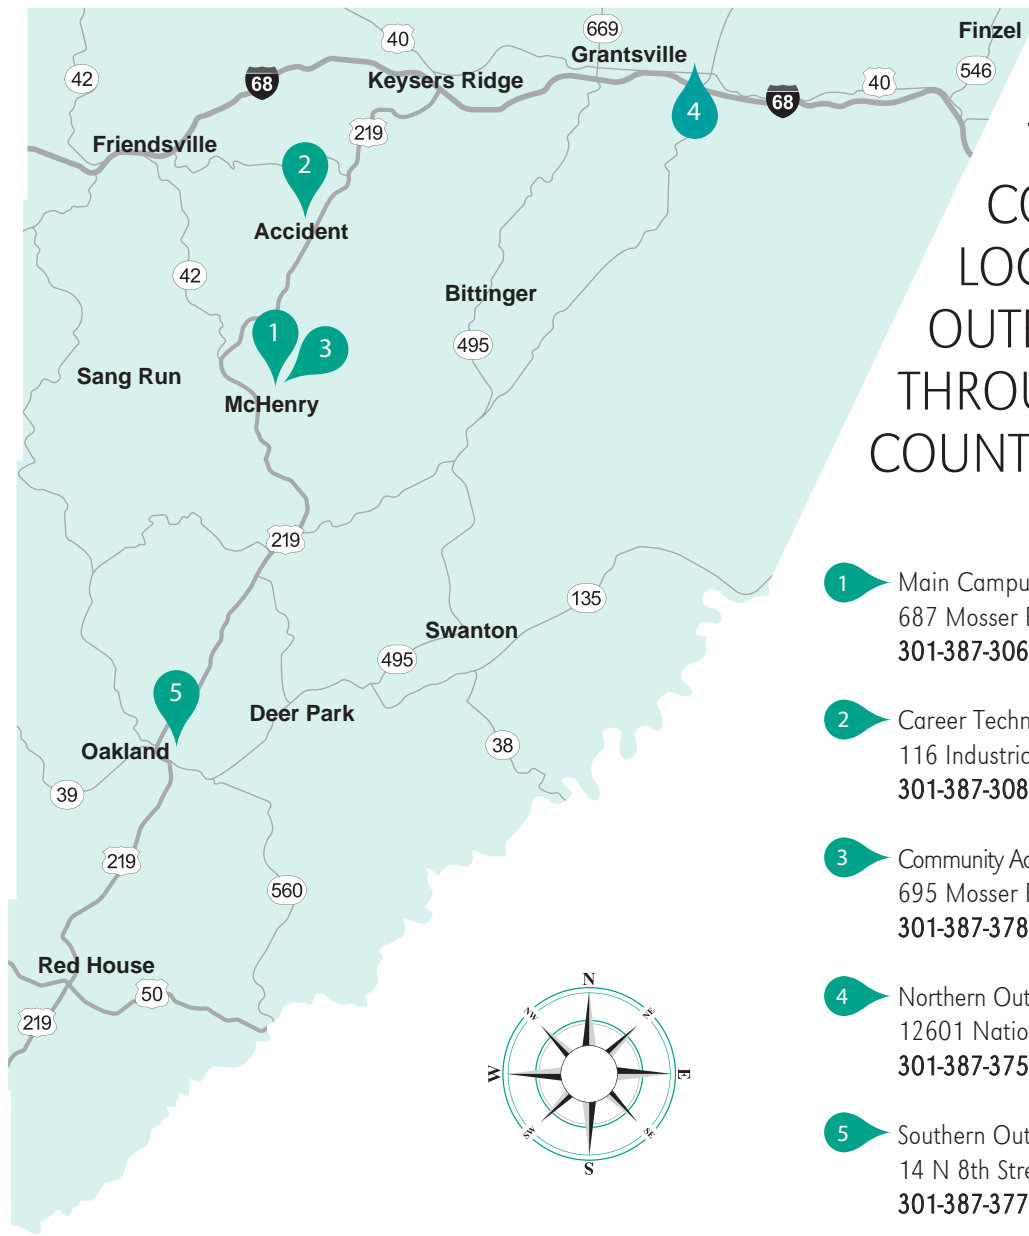 669
Finzel
40
Grantsville
42
68
Keysers Ridge
546
40
68
4
219
Friendsville
2
Accident
42
Bittinger
1
3
495
Sang Run
McHenry
219
135
Swanton
495
5
Deer Park
38
Oakland
39
219
560
Red House
50
219
N
NW
NE
W
E
SW
SE
S
THROU
COUNT
1
Main Campu
687 Mosser
301-387-306
2
Career Techn
116 Industri
301-387-308
3
Community
695 Mosser
301-387-378
4
Northern Out
12601 Natio
301-387-375
5
Southern Out
14 N 8th Stre
301-387-377